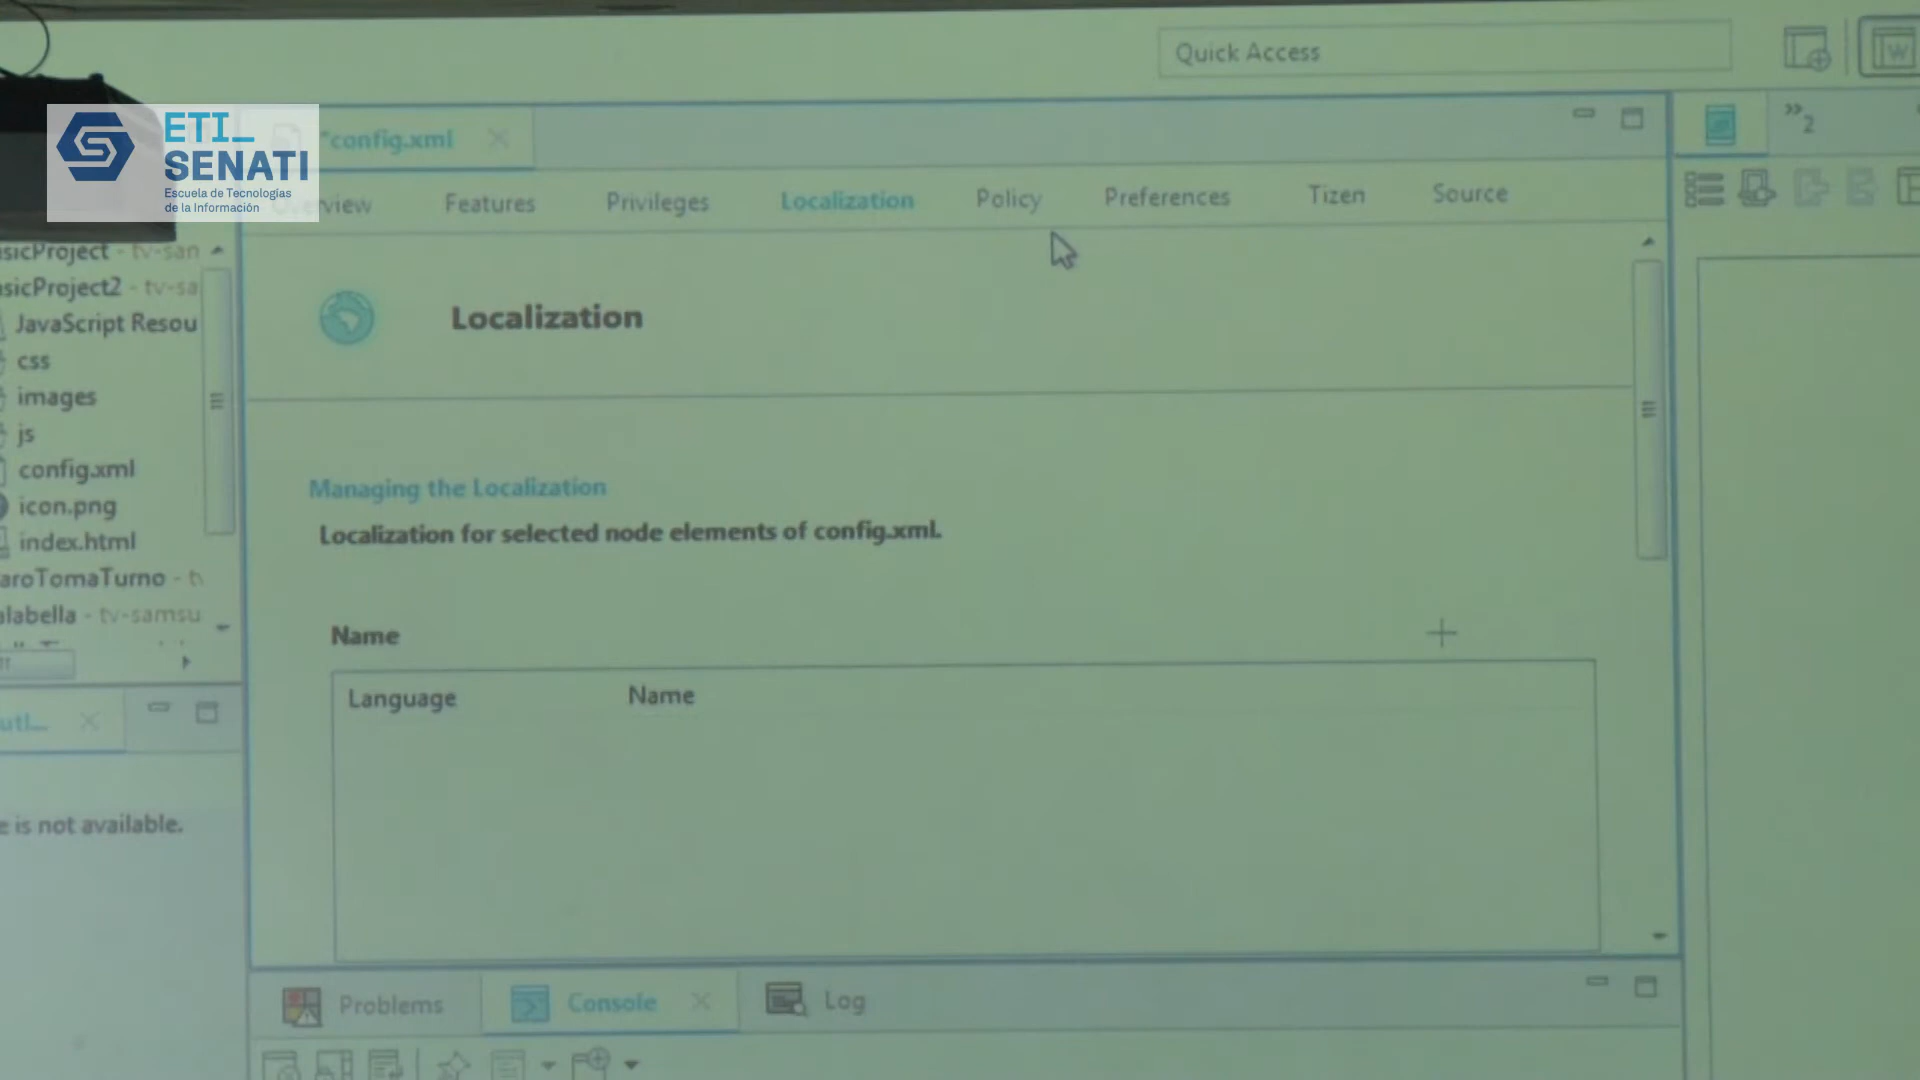 Quick Access
ETI_
SENATI
Escuela de Tecnologías
de la Información
*config.xml
2
Features Privileges Localization Policy Preferences Tizen Source
- tv-san
- tv-sa
JavaScript Resou
css
images
js
config.xml
icon.png
index.html
aroTomaTurno - tv
alabella - tv-samsu
Localization
Managing the Localization
Localization for selected node elements of config.xml.
Name
Language Name
e is not available.
Problems Console Log